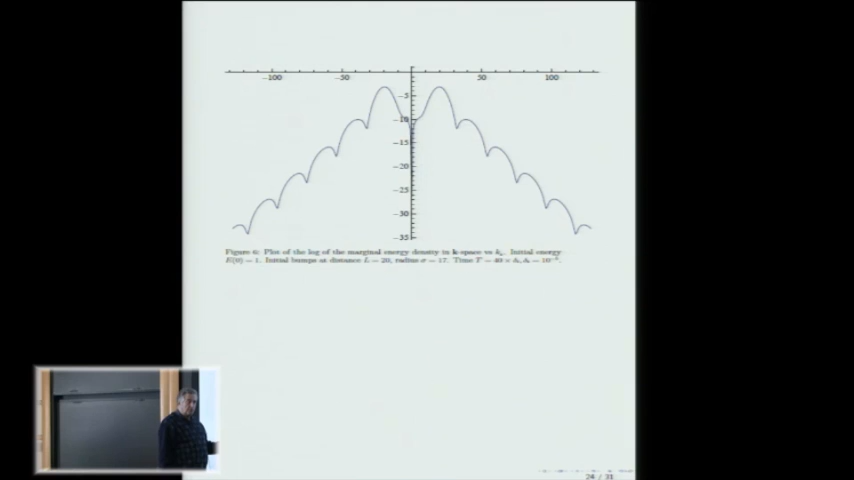 -100 -50 50 100
-5
-10
-15
-20
-25
-30
-35
Figure 6: Plot of the log of the marginal energy density in k-space vs
Initial energy
E(0) = 1. Initial bumps at distance L = 20, radius σ = 17. Time T = 40 ×
24 / 31